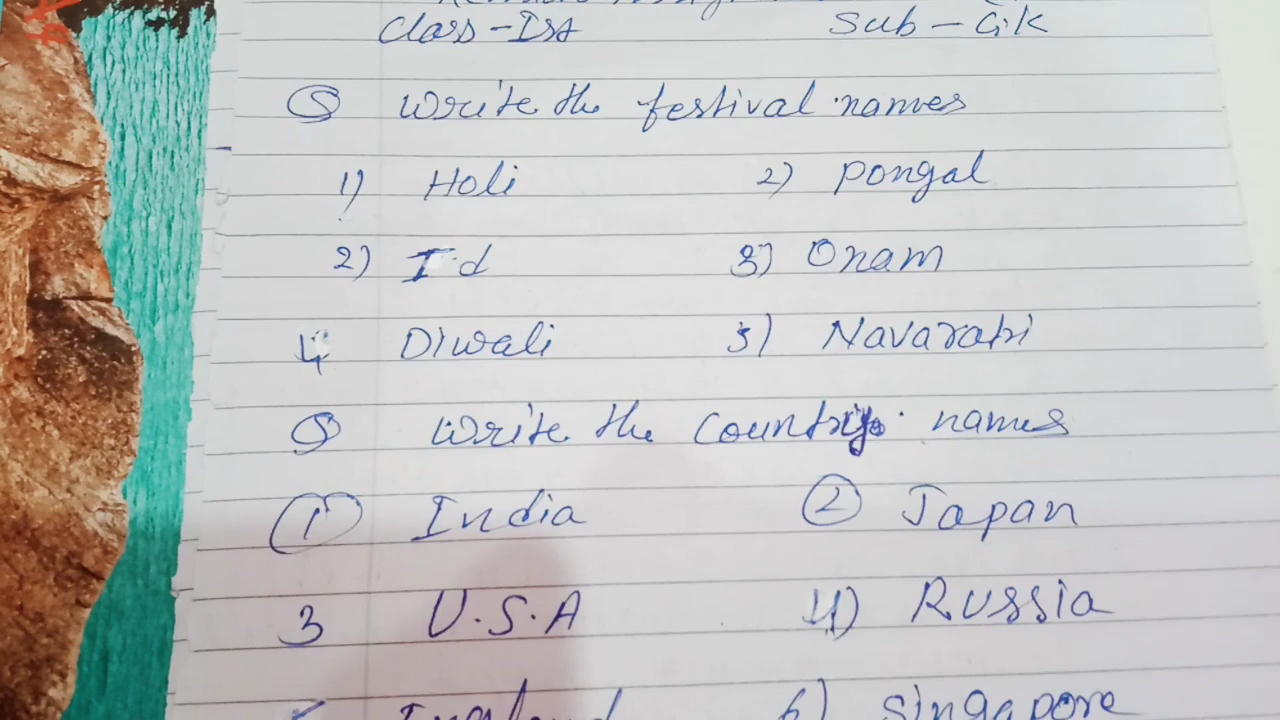 Class - Ist Sub - G.K
Q Write the festival names
1) Holi 2) Pongal
2) Id 3) Onam
4 Diwali 5) Navaratri
Q Write the Country names
1 India 2 Japan
3 U.S.A 4) Russia
6) Singapore